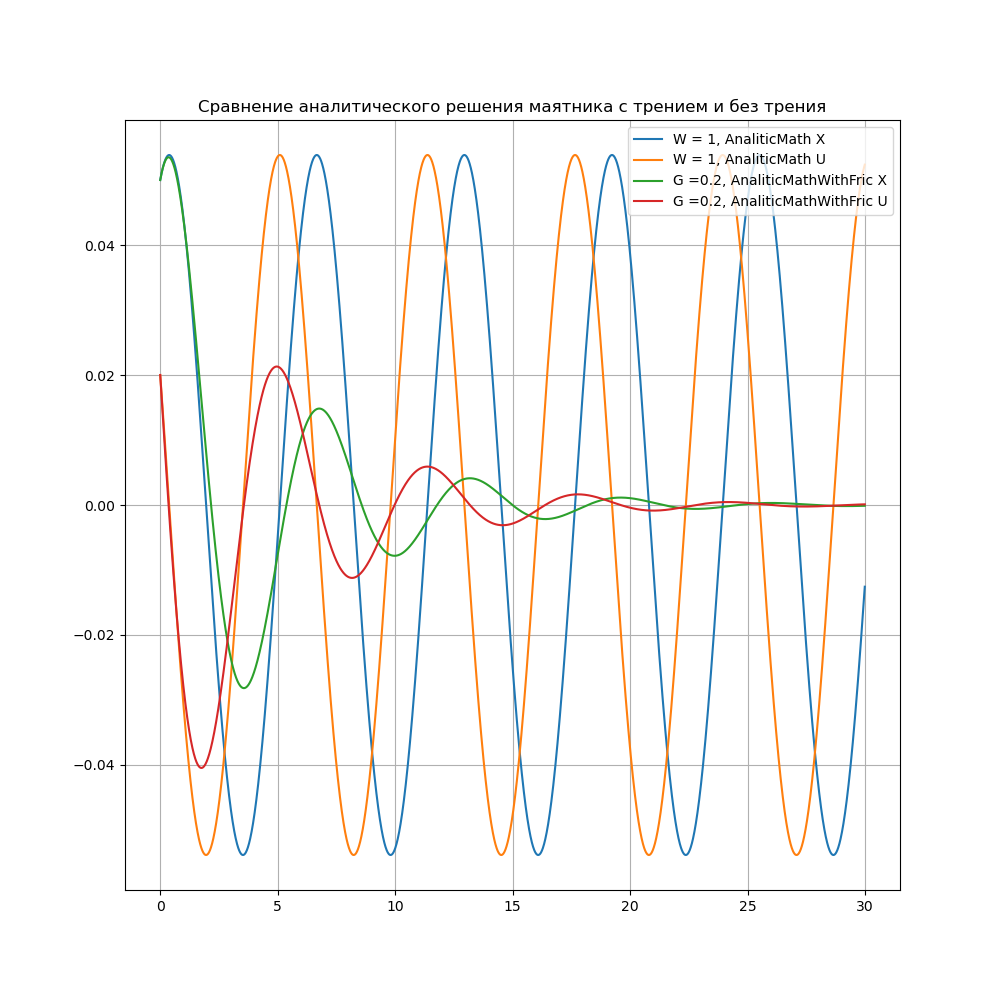 Сравнение аналитического решения маятника с трением и без трения
W = 1, AnaliticMath X
W = 1, AnaliticMath U
G =0.2, AnaliticMathWithFric X
G =0.2, AnaliticMathWithFric U
0.04
0.02
0.00
−0.02
−0.04
0 5 10 15 20 25 30